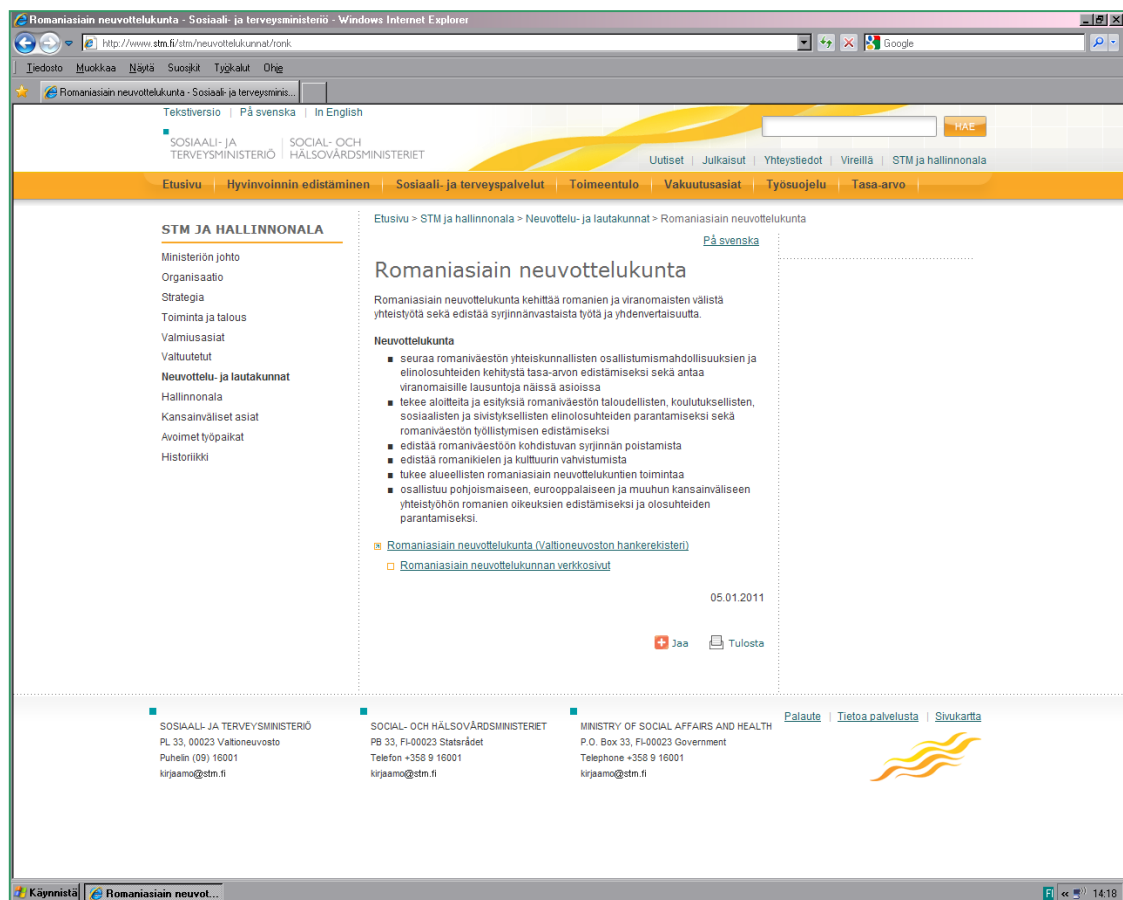 Romaniasiain neuvottelukunta - Sosiaali- ja terveysministeriö - Windows Internet Explorer
http://www.stm.fi/stm/neuvottelukunnat/ronk
Google
Tiedosto Muokkaa Näytä Suosikit Työkalut Ohje
Romaniasiain neuvottelukunta - Sosiaali- ja terveysminis...
Tekstiversio | På svenska | In English
SOSIAALI- JA TERVEYSMINISTERIÖ
SOCIAL- OCH HÄLSOVÅRDSMINISTERIET
HAE
Uutiset | Julkaisut | Yhteystiedot | Vireillä | STM ja hallinnonala
Etusivu | Hyvinvoinnin edistäminen | Sosiaali- ja terveyspalvelut | Toimeentulo | Vakuutusasiat | Työsuojelu | Tasa-arvo
STM JA HALLINNONALA
Ministeriön johto
Organisaatio
Strategia
Toiminta ja talous
Valmiusasiat
Valtuutetut
Neuvottelu- ja lautakunnat
Hallinnonala
Kansainväliset asiat
Avoimet työpaikat
Historiikki
Etusivu > STM ja hallinnonala > Neuvottelu- ja lautakunnat > Romaniasiain neuvottelukunta
På svenska
Romaniasiain neuvottelukunta
Romaniasiain neuvottelukunta kehittää romanien ja viranomaisten välistä
yhteistyötä sekä edistää syrjinnänvastaista työtä ja yhdenvertaisuutta.
Neuvottelukunta
seuraa romaniväestön yhteiskunnallisten osallistumismahdollisuuksien ja
elinolosuhteiden kehitystä tasa-arvon edistämiseksi sekä antaa
viranomaisille lausuntoja näissä asioissa
tekee aloitteita ja esityksiä romaniväestön taloudellisten, koulutuksellisten,
sosiaalisten ja sivistyksellisten elinolosuhteiden parantamiseksi sekä
romaniväestön työllistymisen edistämiseksi
edistää romaniväestöön kohdistuvan syrjinnän poistamista
edistää romanikielen ja kulttuurin vahvistumista
tukee alueellisten romaniasiain neuvottelukuntien toimintaa
osallistuu pohjoismaiseen, eurooppalaiseen ja muuhun kansainväliseen
yhteistyöhön romanien oikeuksien edistämiseksi ja olosuhteiden
parantamiseksi.
Romaniasiain neuvottelukunta (Valtioneuvoston hankerekisteri)
Romaniasiain neuvottelukunnan verkkosivut
05.01.2011
Jaa Tulosta
SOSIAALI- JA TERVEYSMINISTERIÖ
PL 33, 00023 Valtioneuvosto
Puhelin (09) 16001
kirjaamo@stm.fi
SOCIAL- OCH HÄLSOVÅRDSMINISTERIET
PB 33, FI-00023 Statsrådet
Telefon +358 9 16001
kirjaamo@stm.fi
MINISTRY OF SOCIAL AFFAIRS AND HEALTH
P.O. Box 33, FI-00023 Government
Telephone +358 9 16001
kirjaamo@stm.fi
Palaute | Tietoa palvelusta | Sivukartta
Käynnistä
Romaniasiain neuvot...
FI « 14:18